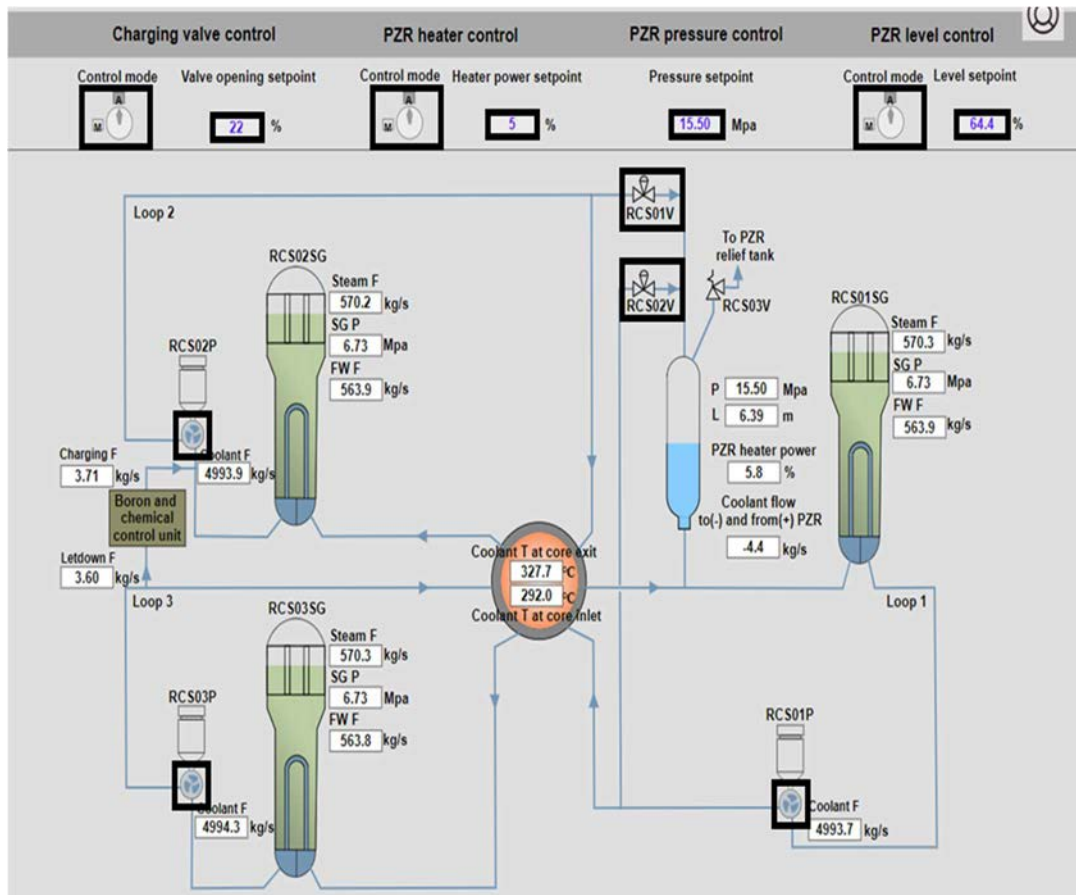 Charging valve control
PZR heater control
PZR pressure control
PZR level control
Control mode
A
M
Valve opening setpoint
22 %
Control mode
A
M
Heater power setpoint
5 %
Pressure setpoint
15.50 Mpa
Control mode
A
M
Level setpoint
64.4 %
Loop 2
RCS01V
To PZR
relief tank
RCS02V
RCS03V
RCS02SG
Steam F
570.2 kg/s
SG P
6.73 Mpa
FW F
563.9 kg/s
RCS01SG
Steam F
570.3 kg/s
SG P
6.73 Mpa
FW F
563.9 kg/s
RCS02P
P 15.50 Mpa
L 6.39 m
PZR heater power
5.8 %
Coolant flow
to(-) and from(+) PZR
-4.4 kg/s
Charging F
3.71 kg/s
Coolant F
4993.9 kg/s
Boron and
chemical
control unit
Letdown F
3.60 kg/s
Loop 3
Coolant T at core exit
327.7 ºC
292.0 ºC
Coolant T at core inlet
Loop 1
RCS03SG
Steam F
570.3 kg/s
SG P
6.73 Mpa
FW F
563.8 kg/s
RCS03P
Coolant F
4994.3 kg/s
RCS01P
Coolant F
4993.7 kg/s